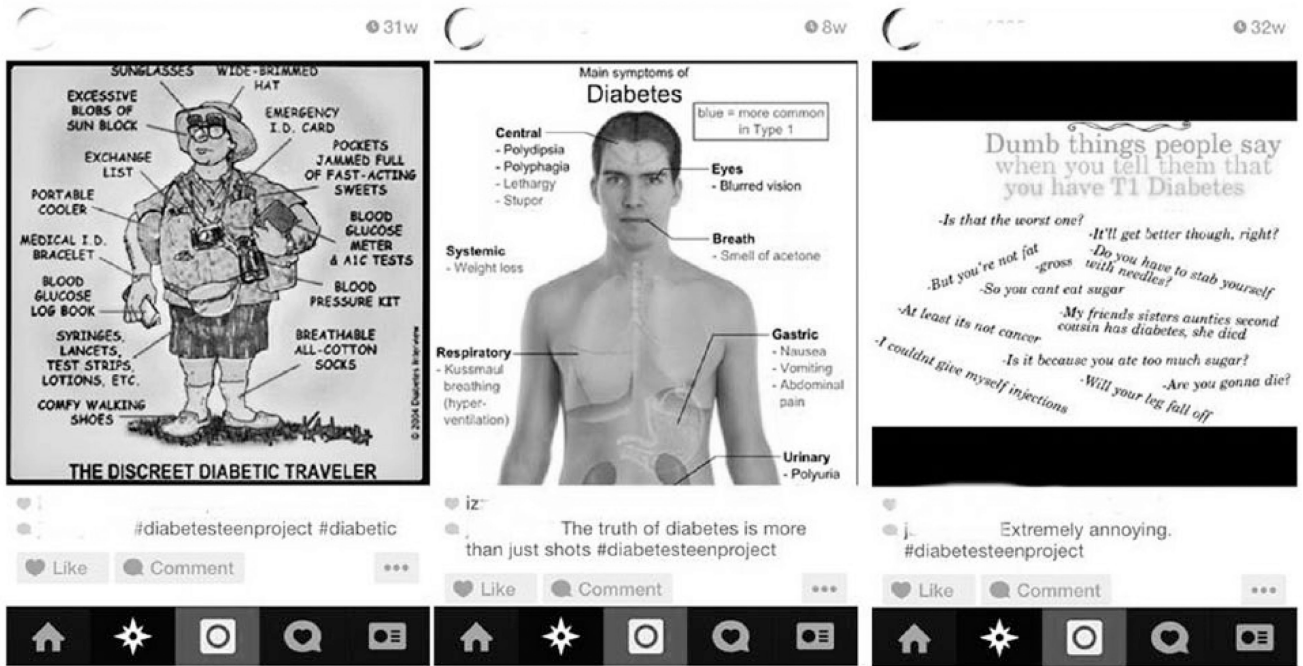 31w
SUNGLASSES
WIDE-BRIMMED
HAT
EXCESSIVE
BLOBS OF
SUN BLOCK
EMERGENCY
I.D. CARD
EXCHANGE
LIST
POCKETS
JAMMED FULL
OF FAST-ACTING
SWEETS
PORTABLE
COOLER
BLOOD
GLUCOSE
METER
& A1C TESTS
MEDICAL I.D.
BRACELET
BLOOD
GLUCOSE
LOG BOOK
BLOOD
PRESSURE KIT
SYRINGES,
LANCETS,
TEST STRIPS,
LOTIONS, ETC.
BREATHABLE
ALL-COTTON
SOCKS
COMFY WALKING
SHOES
© 2004 Diabetes Interview
THE DISCREET DIABETIC TRAVELER
#diabetesteenproject #diabetic
Like
Comment
8w
Main symptoms of
Diabetes
blue = more common
in Type 1
Central
- Polydipsia
- Polyphagia
- Lethargy
- Stupor
Eyes
- Blurred vision
Breath
- Smell of acetone
Systemic
- Weight loss
Respiratory
- Kussmaul
breathing
(hyper-
ventilation)
Gastric
- Nausea
- Vomiting
- Abdominal
pain
Urinary
- Polyuria
iz
The truth of diabetes is more
than just shots #diabetesteenproject
Like
Comment
32w
Dumb things people say
when you tell them that
you have T1 Diabetes
-Is that the worst one?
-It'll get better though, right?
-But you're not fat
-gross
-Do you have to stab yourself
with needles?
-So you cant eat sugar
-At least its not cancer
-My friends sisters aunties second
cousin has diabetes, she died
-I couldnt give myself injections
-Is it because you ate too much sugar?
-Will your leg fall off
-Are you gonna die?
j
Extremely annoying.
#diabetesteenproject
Like
Comment